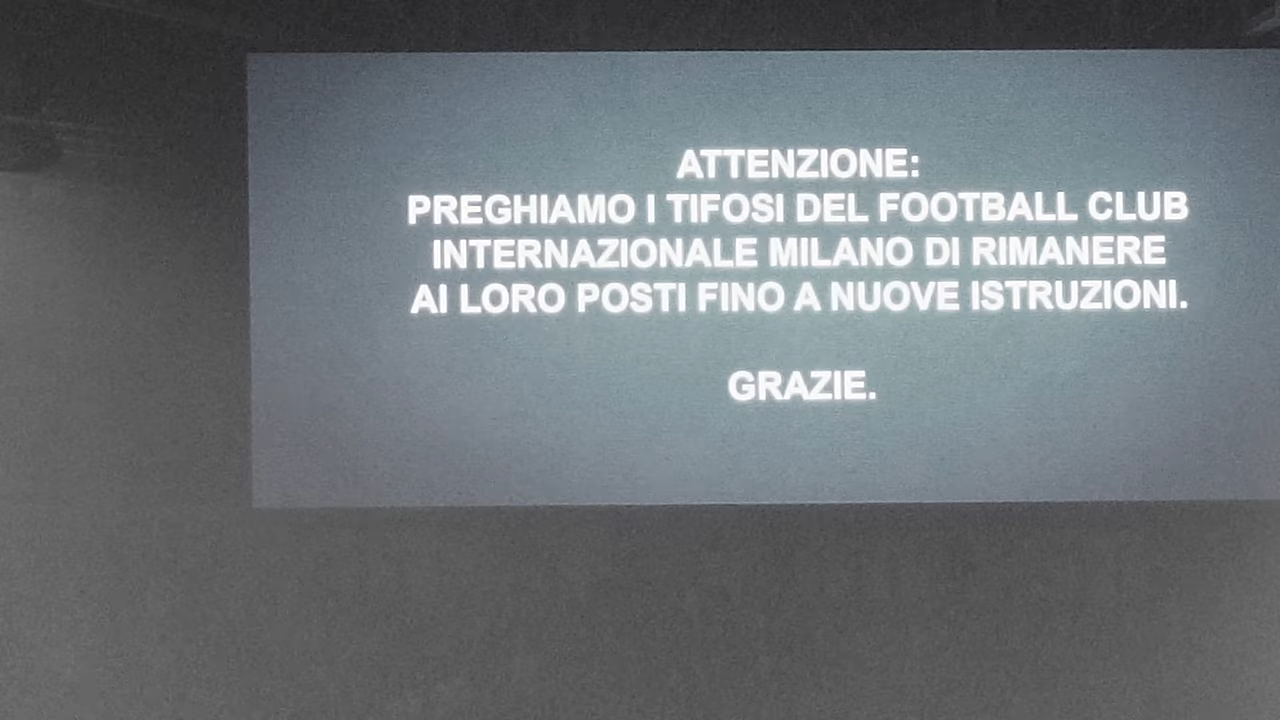 ATTENZIONE:
PREGHIAMO I TIFOSI DEL FOOTBALL CLUB
INTERNAZIONALE MILANO DI RIMANERE
AI LORO POSTI FINO A NUOVE ISTRUZIONI.
GRAZIE.